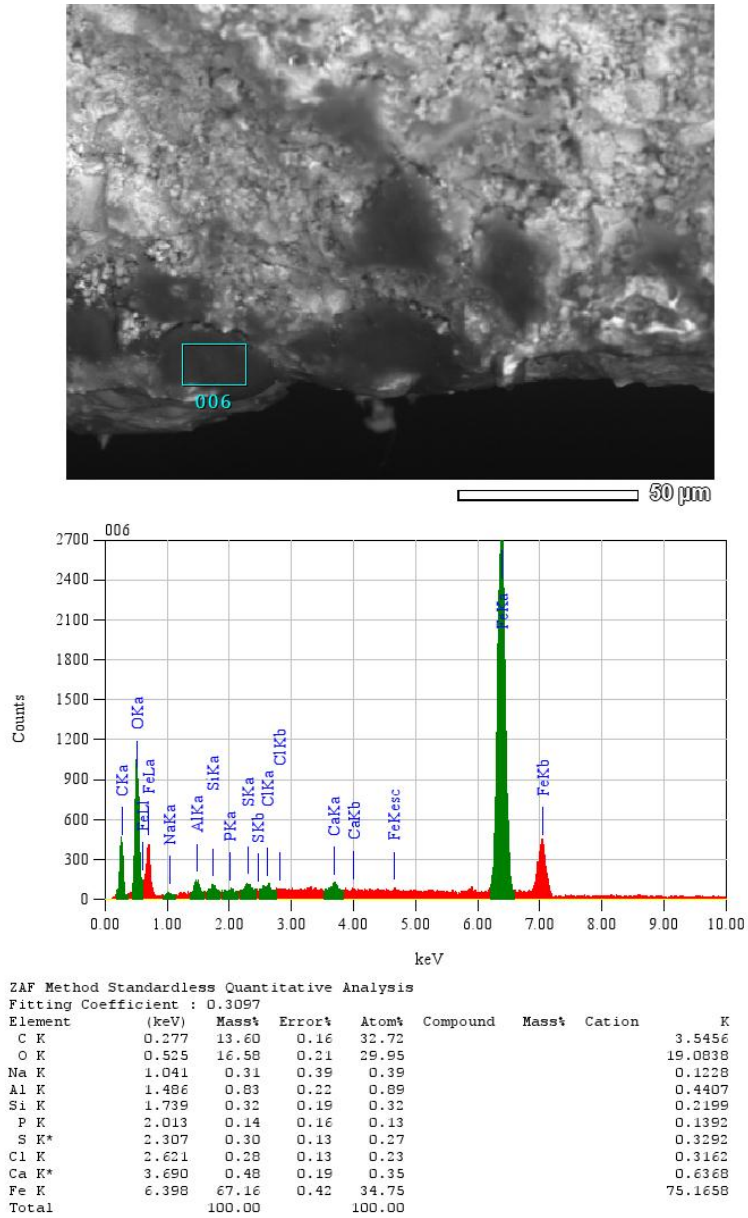 006
50 µm
006
2700
2400
2100
1800
1500
1200
900
600
300
0
Counts
CKa
OKa
FeLl
FeLa
NaKa
AlKa
SiKa
PKa
SKa
SKb
ClKa
ClKb
CaKa
CaKb
FeKesc
FeKa
FeKb
0.00 1.00 2.00 3.00 4.00 5.00 6.00 7.00 8.00 9.00 10.00
keV
ZAF Method Standardless Quantitative Analysis
Fitting Coefficient : 0.3097
Element (keV) Mass% Error% Atom% Compound Mass% Cation K
C K 0.277 13.60 0.16 32.72 3.5456
O K 0.525 16.58 0.21 29.95 19.0838
Na K 1.041 0.31 0.39 0.39 0.1228
Al K 1.486 0.83 0.22 0.89 0.4407
Si K 1.739 0.32 0.19 0.32 0.2199
P K 2.013 0.14 0.16 0.13 0.1392
S K* 2.307 0.30 0.13 0.27 0.3292
Cl K 2.621 0.28 0.13 0.23 0.3162
Ca K* 3.690 0.48 0.19 0.35 0.6368
Fe K 6.398 67.16 0.42 34.75 75.1658
Total 100.00 100.00